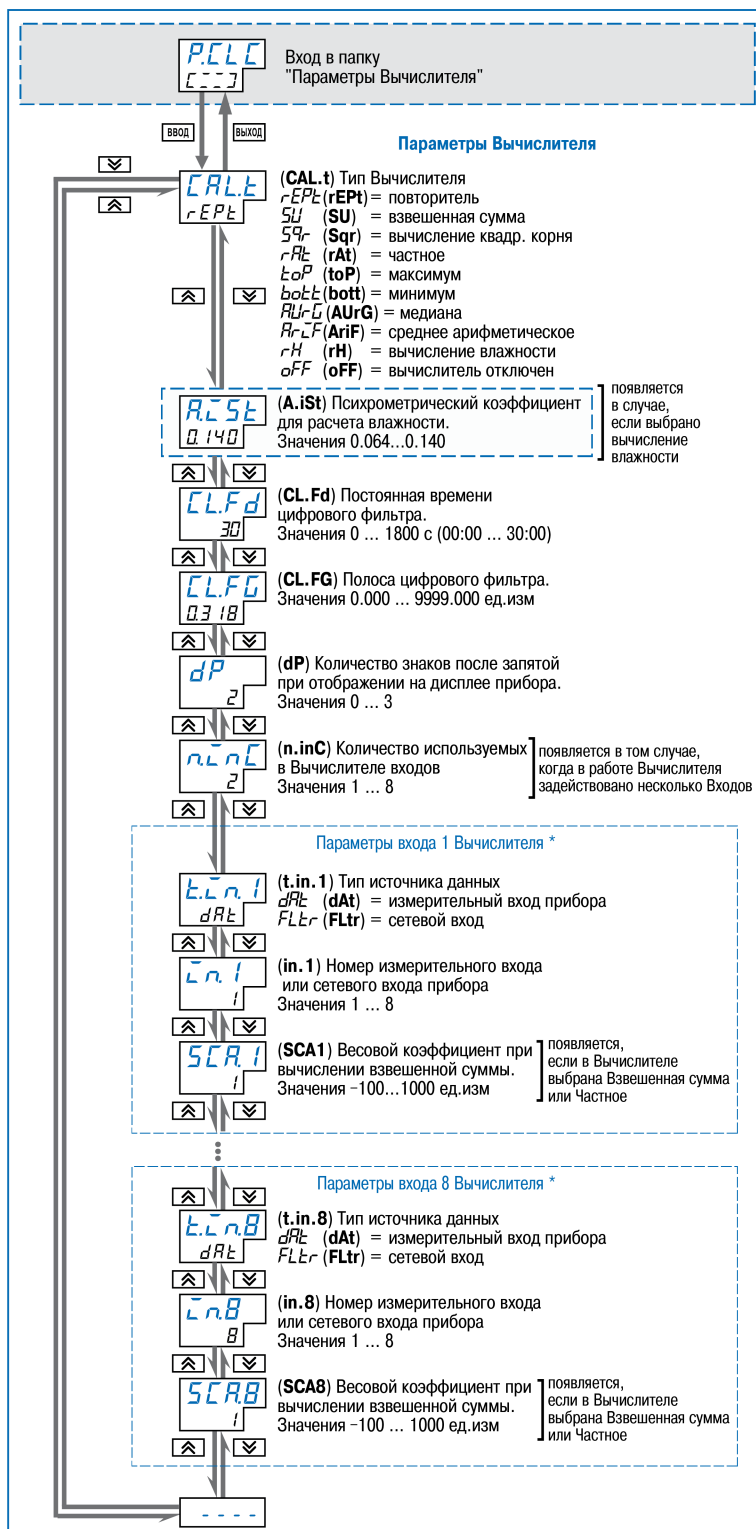 P.CLC
Вход в папку
[---]
"Параметры Вычислителя"
ВВОД
ВЫХОД
Параметры Вычислителя
CAL.t
rEPt
(CAL.t) Тип Вычислителя
rEPt (rEPt) = повторитель
SU (SU) = взвешенная сумма
Sqr (Sqr) = вычисление квадр. корня
rAt (rAt) = частное
toP (toP) = максимум
bott (bott) = минимум
AUrG (AUrG) = медиана
AriF (AriF) = среднее арифметическое
rH (rH) = вычисление влажности
oFF (oFF) = вычислитель отключен
A.iSt
0.140
(A.iSt) Психрометрический коэффициент
для расчета влажности.
Значения 0.064...0.140
появляется
в случае,
если выбрано
вычисление
влажности
CL.Fd
30
(CL.Fd) Постоянная времени
цифрового фильтра.
Значения 0 ... 1800 с (00:00 ... 30:00)
CL.FG
0.318
(CL.FG) Полоса цифрового фильтра.
Значения 0.000 ... 9999.000 ед.изм
dP
2
(dP) Количество знаков после запятой
при отображении на дисплее прибора.
Значения 0 ... 3
n.inC
2
(n.inC) Количество используемых
в Вычислителе входов
Значения 1 ... 8
появляется в том случае,
когда в работе Вычислителя
задействовано несколько Входов
Параметры входа 1 Вычислителя *
t.in.1
dAt
(t.in.1) Тип источника данных
dAt (dAt) = измерительный вход прибора
FLtr (FLtr) = сетевой вход
in.1
1
(in.1) Номер измерительного входа
или сетевого входа прибора
Значения 1 ... 8
SCA.1
1
(SCA1) Весовой коэффициент при
вычислении взвешенной суммы.
Значения -100...1000 ед.изм
появляется,
если в Вычислителе
выбрана Взвешенная сумма
или Частное
Параметры входа 8 Вычислителя *
t.in.8
dAt
(t.in.8) Тип источника данных
dAt (dAt) = измерительный вход прибора
FLtr (FLtr) = сетевой вход
in.8
8
(in.8) Номер измерительного входа
или сетевого входа прибора
Значения 1 ... 8
SCA.8
1
(SCA8) Весовой коэффициент при
вычислении взвешенной суммы.
Значения -100 ... 1000 ед.изм
появляется,
если в Вычислителе
выбрана Взвешенная сумма
или Частное
----